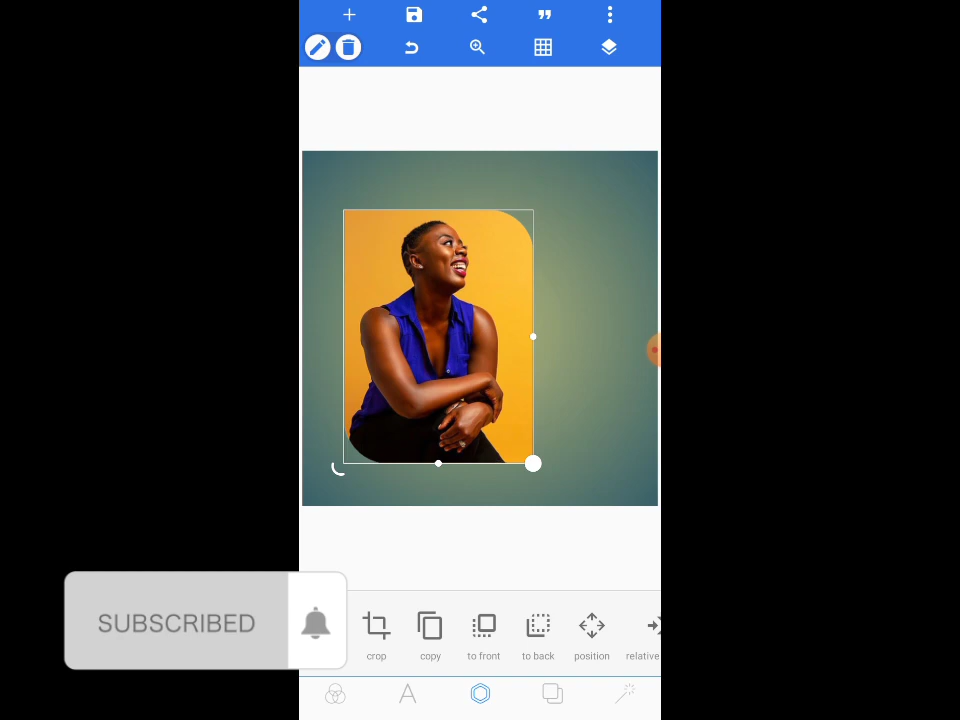 SUBSCRIBED
crop
copy
to front
to back
position
relative